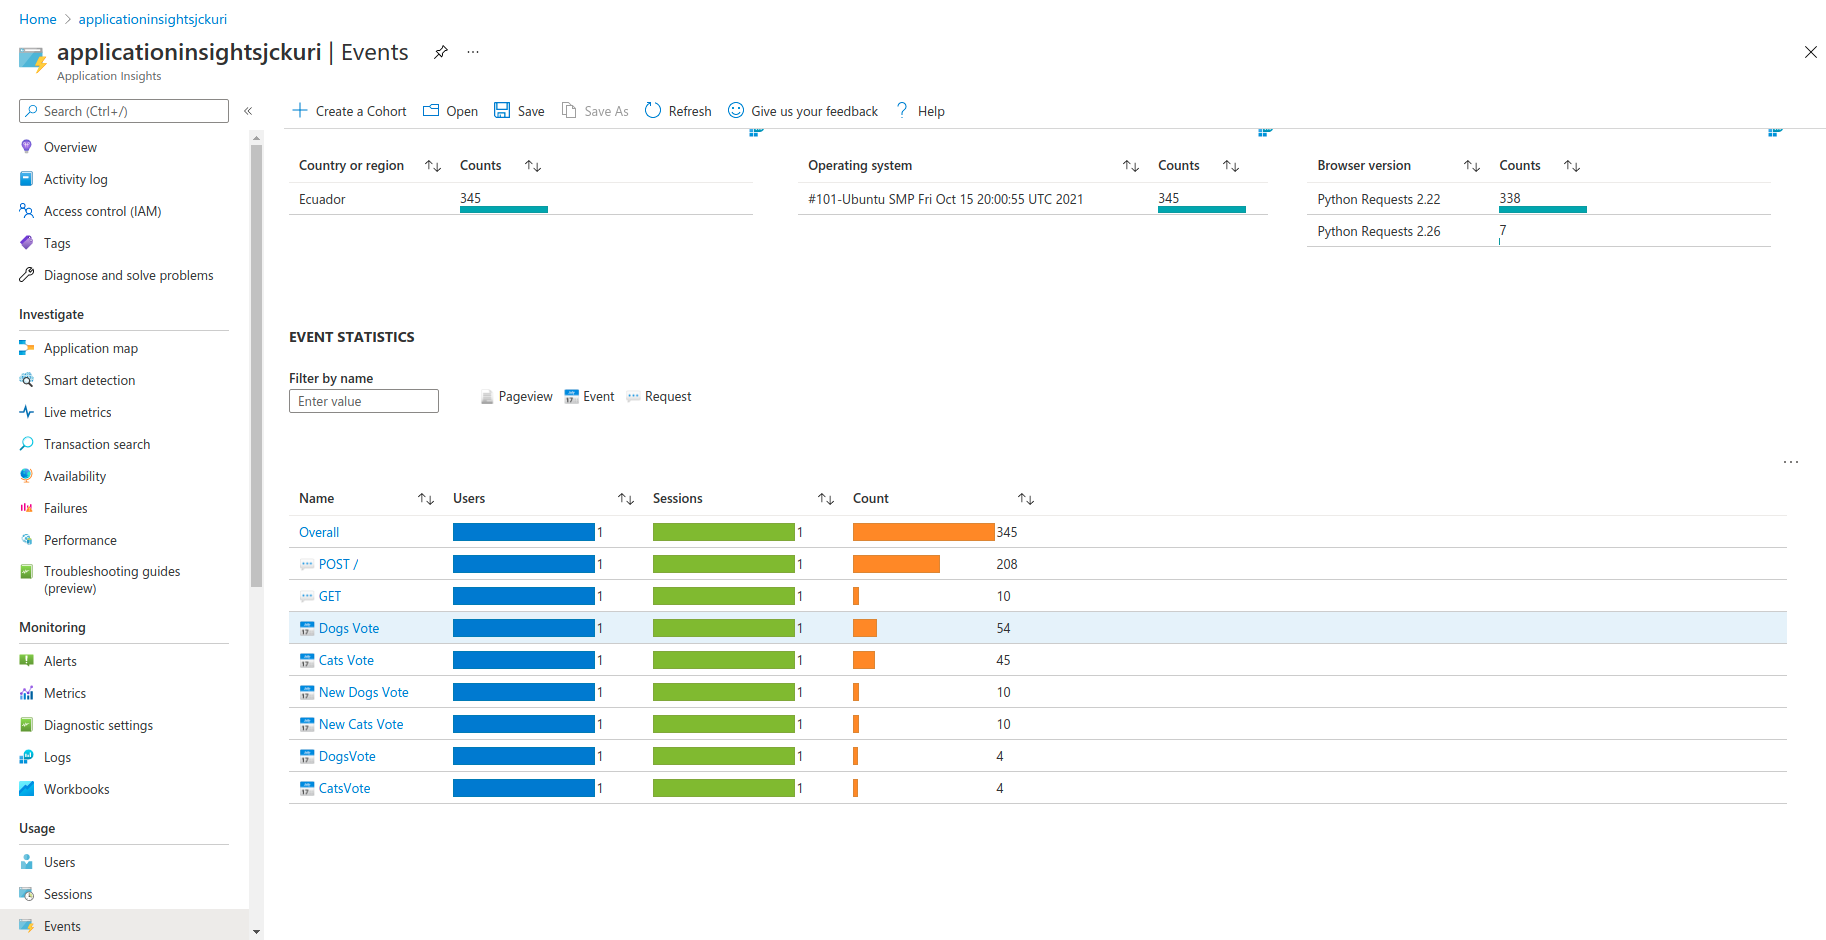 Home > applicationinsightsjckuri
applicationinsightsjckuri | Events ...
Application Insights
Search (Ctrl+/) «
Create a Cohort Open Save Save As Refresh Give us your feedback ? Help
Overview
Activity log
Access control (IAM)
Tags
Diagnose and solve problems
Investigate
Application map
Smart detection
Live metrics
Transaction search
Availability
Failures
Performance
Troubleshooting guides
(preview)
Monitoring
Alerts
Metrics
Diagnostic settings
Logs
Workbooks
Usage
Users
Sessions
Events
Country or region ↑↓ Counts ↑↓
Ecuador 345
Operating system ↑↓ Counts ↑↓
#101-Ubuntu SMP Fri Oct 15 20:00:55 UTC 2021 345
Browser version ↑↓ Counts ↑↓
Python Requests 2.22 338
Python Requests 2.26 7
EVENT STATISTICS
Filter by name
Enter value
Pageview 17 Event Request
...
Name ↑↓ Users ↑↓ Sessions ↑↓ Count ↑↓
Overall 1 1 345
POST / 1 1 208
GET 1 1 10
17 Dogs Vote 1 1 54
17 Cats Vote 1 1 45
17 New Dogs Vote 1 1 10
17 New Cats Vote 1 1 10
17 DogsVote 1 1 4
17 CatsVote 1 1 4